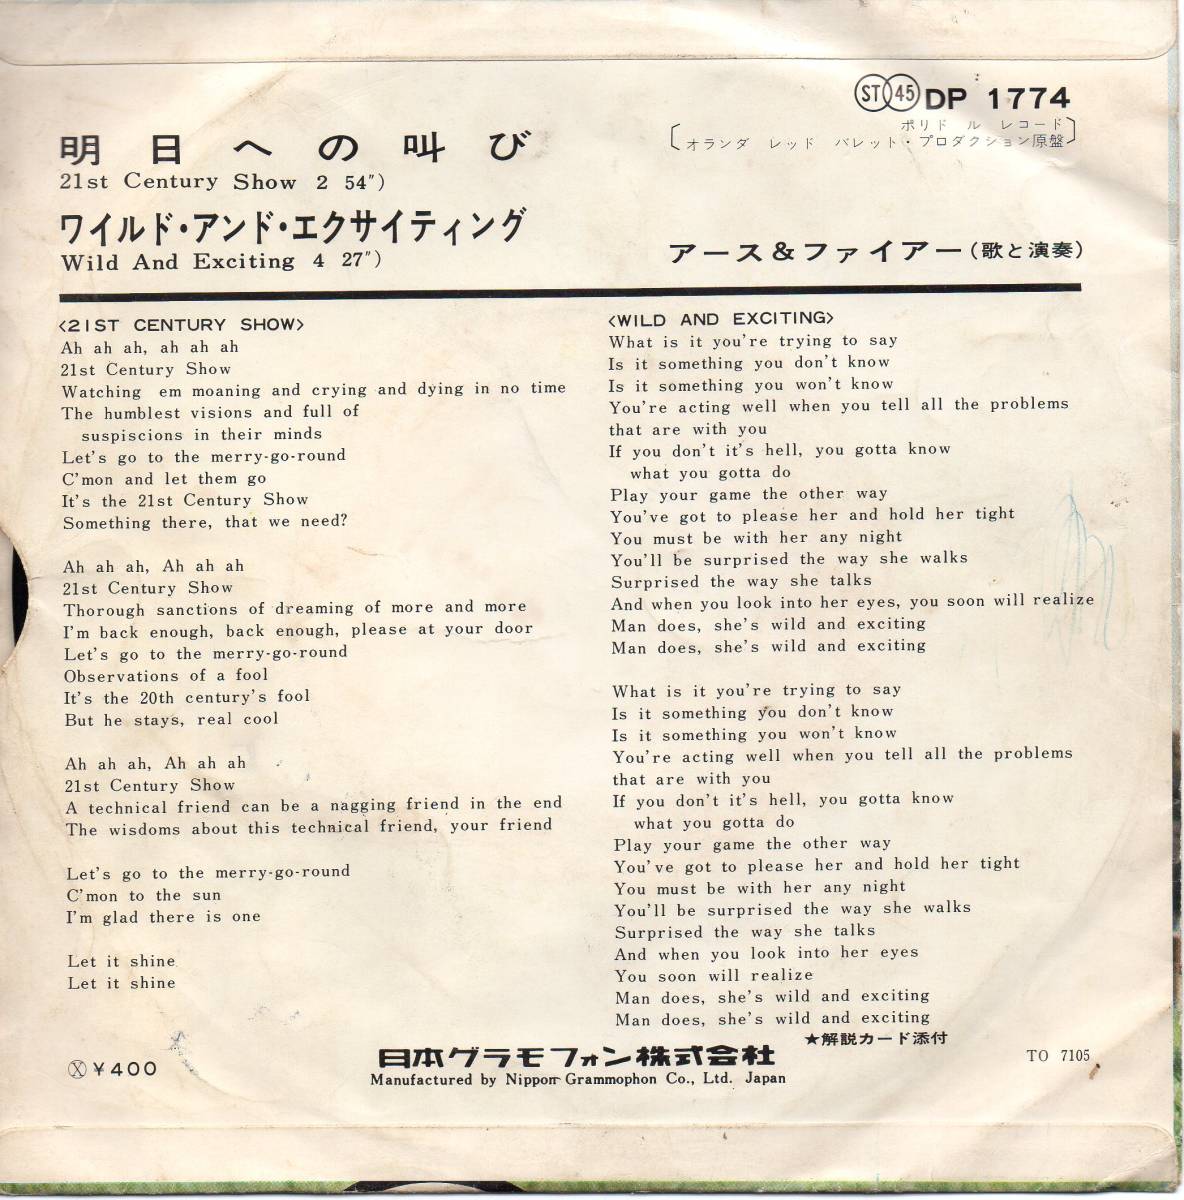 ST 45 DP 1774
ポリドール レコード
〔オランダ レッド バレット・プロダクション原盤〕
明日への叫び
21st Century Show 2 54″)
ワイルド・アンド・エクサイティング
Wild And Exciting 4 27″)
アース&ファイアー(歌と演奏)
〈21ST CENTURY SHOW〉
Ah ah ah, ah ah ah
21st Century Show
Watching em moaning and crying and dying in no time
The humblest visions and full of
suspiscions in their minds
Let's go to the merry-go-round
C'mon and let them go
It's the 21st Century Show
Something there, that we need?

Ah ah ah, Ah ah ah
21st Century Show
Thorough sanctions of dreaming of more and more
I'm back enough, back enough, please at your door
Let's go to the merry-go-round
Observations of a fool
It's the 20th century's fool
But he stays, real cool

Ah ah ah, Ah ah ah
21st Century Show
A technical friend can be a nagging friend in the end
The wisdoms about this technical friend, your friend

Let's go to the merry-go-round
C'mon to the sun
I'm glad there is one

Let it shine
Let it shine

〈WILD AND EXCITING〉
What is it you're trying to say
Is it something you don't know
Is it something you won't know
You're acting well when you tell all the problems
that are with you
If you don't it's hell, you gotta know
what you gotta do
Play your game the other way
You've got to please her and hold her tight
You must be with her any night
You'll be surprised the way she walks
Surprised the way she talks
And when you look into her eyes, you soon will realize
Man does, she's wild and exciting
Man does, she's wild and exciting

What is it you're trying to say
Is it something you don't know
Is it something you won't know
You're acting well when you tell all the problems
that are with you
If you don't it's hell, you gotta know
what you gotta do
Play your game the other way
You've got to please her and hold her tight
You must be with her any night
You'll be surprised the way she walks
Surprised the way she talks
And when you look into her eyes
You soon will realize
Man does, she's wild and exciting
Man does, she's wild and exciting
★解説カード添付
Ⓧ ¥400
日本グラモフォン株式会社
Manufactured by Nippon Grammophon Co., Ltd. Japan
TO 7105